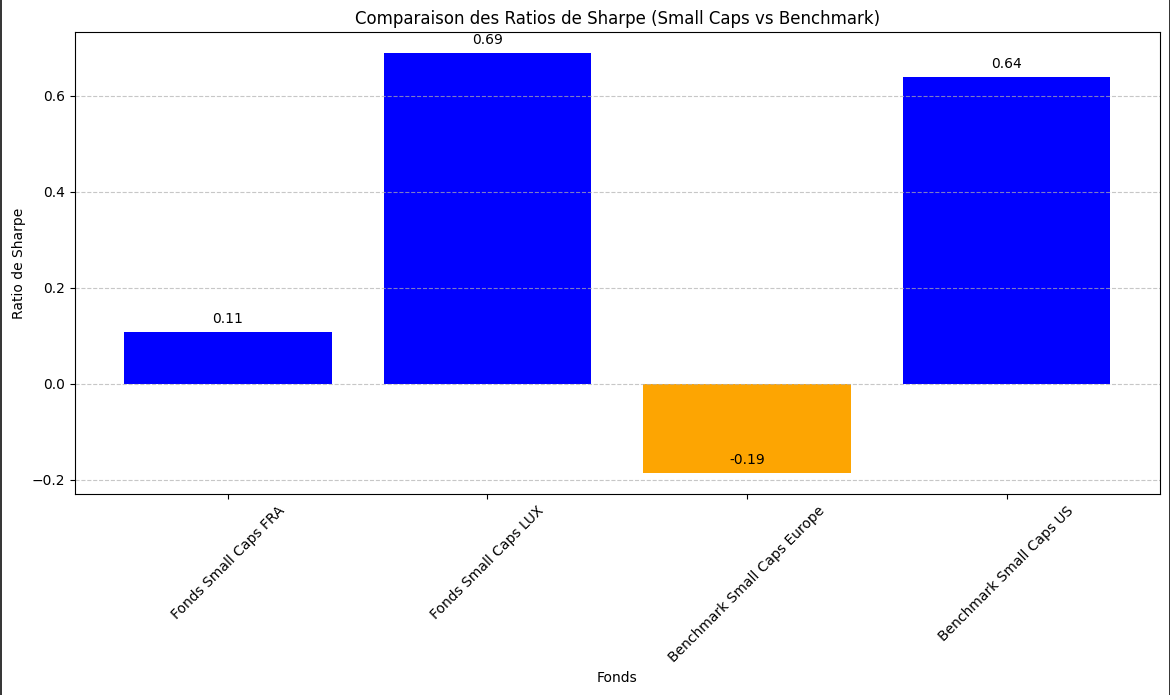 Comparaison des Ratios de Sharpe (Small Caps vs Benchmark)
0.69
0.64
0.6
0.4
Ratio de Sharpe
0.2
0.11
0.0
-0.19
−0.2
Fonds Small Caps FRA
Fonds Small Caps LUX
Benchmark Small Caps Europe
Benchmark Small Caps US
Fonds